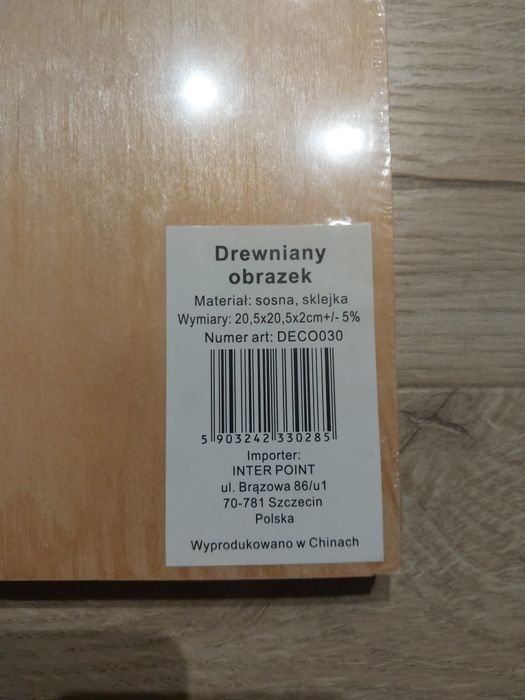 Drewniany
obrazek
Materiał: sosna, sklejka
Wymiary: 20,5x20,5x2cm+/- 5%
Numer art: DECO030
5 903242 330285
Importer:
INTER POINT
ul. Brązowa 86/u1
70-781 Szczecin
Polska
Wyprodukowano w Chinach